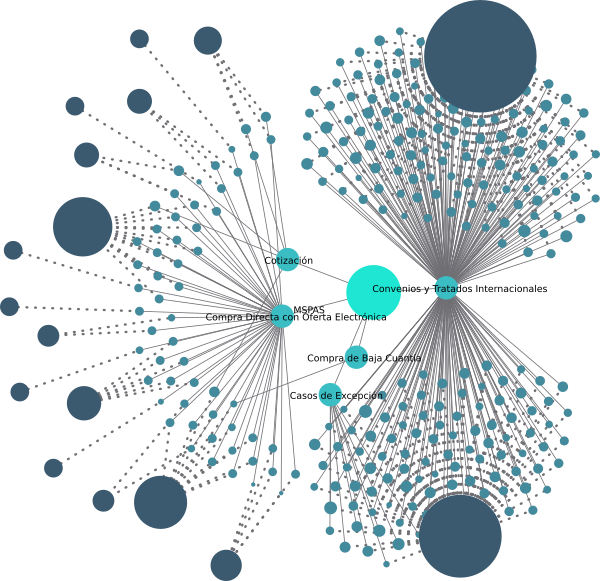 Cotización
Convenios y Tratados Internacionales
MSPAS
Compra Directa con Oferta Electrónica
Compra de Baja Cuantía
Casos de Excepción